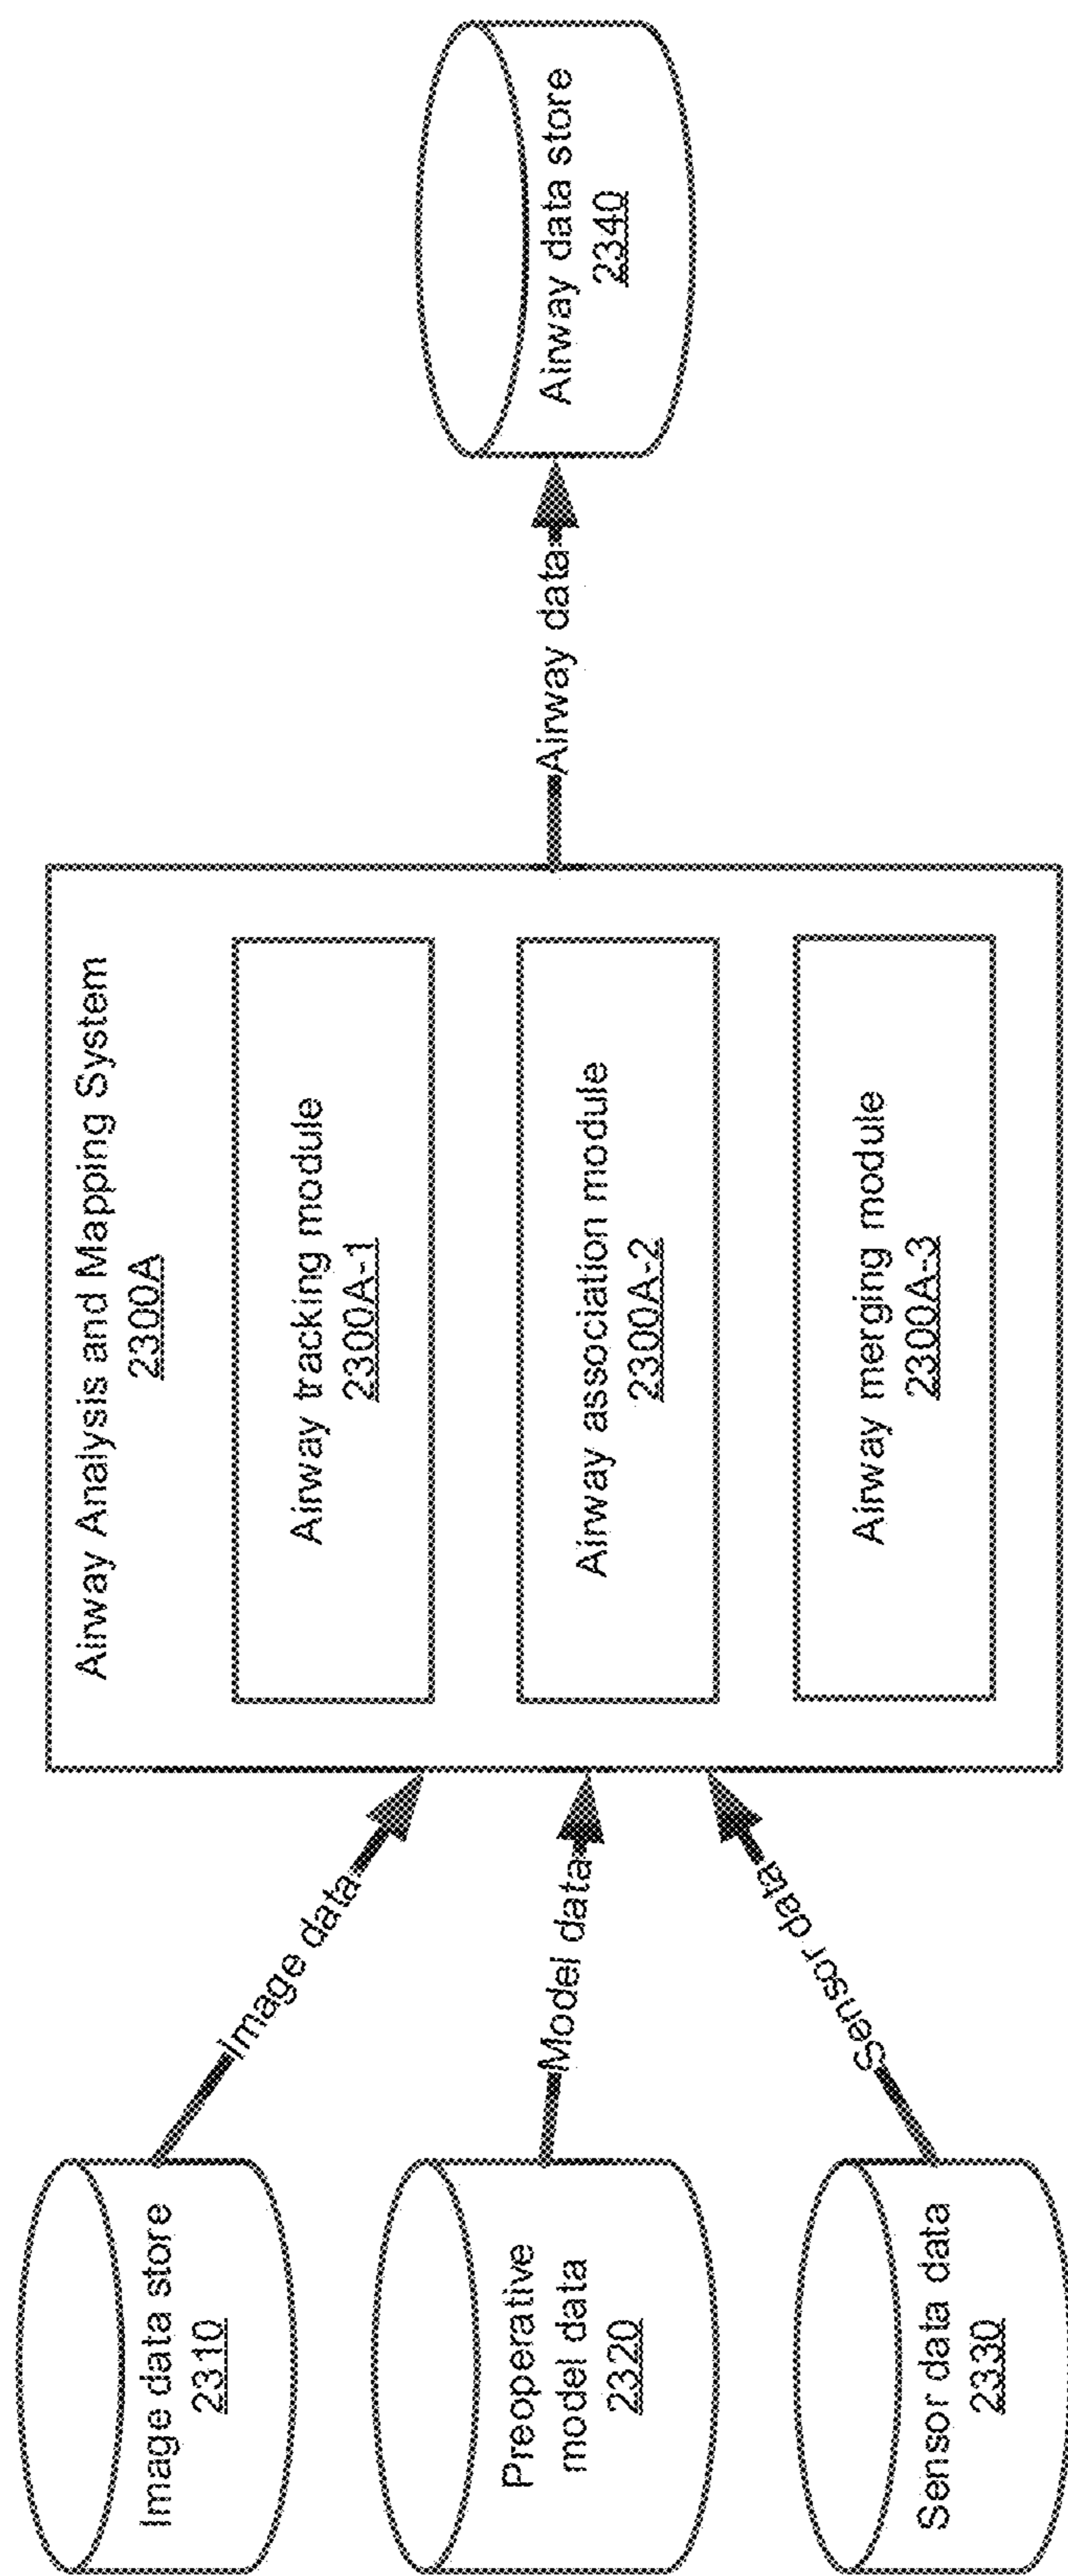 Image data store
2310
Preoperative
model data
2320
Sensor data data
2330
Image data
Model data
Sensor data
Airway Analysis and Mapping System
2300A
Airway tracking module
2300A-1
Airway association module
2300A-2
Airway merging module
2300A-3
Airway data
Airway data store
2340